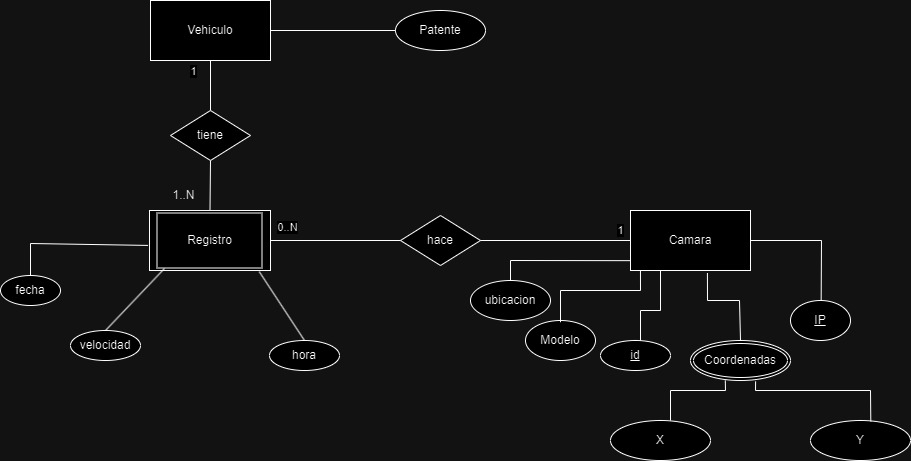 Vehiculo
Patente
1
tiene
1..N
Registro
0..N
hace
1
Camara
fecha
ubicacion
IP
velocidad
hora
Modelo
id
Coordenadas
X
Y